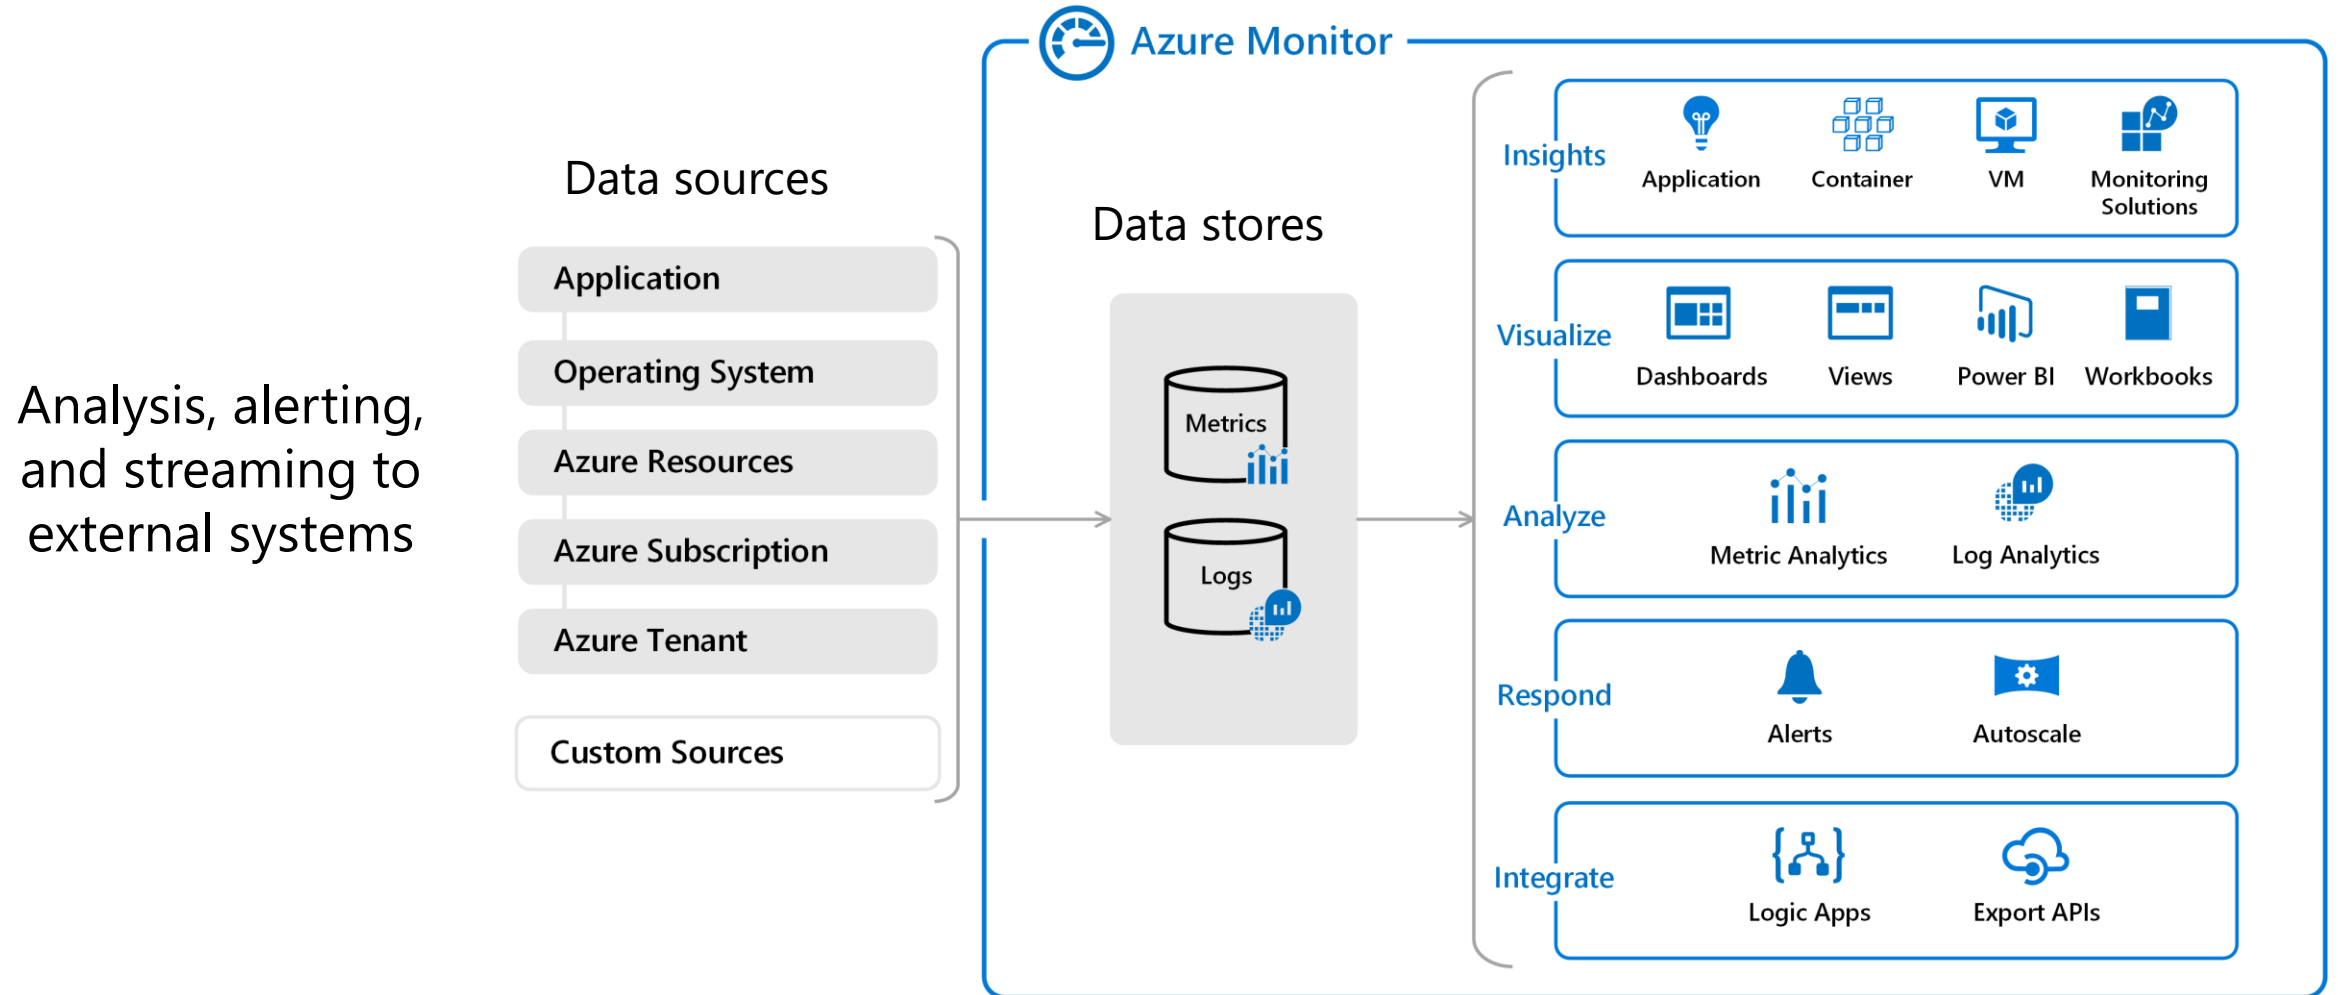 Azure Monitor
Analysis, alerting,
and streaming to
external systems
Data sources
Application
Operating System
Azure Resources
Azure Subscription
Azure Tenant
Custom Sources
Data stores
Metrics
Logs
Insights
Application
Container
VM
Monitoring
Solutions
Visualize
Dashboards
Views
Power BI
Workbooks
Analyze
Metric Analytics
Log Analytics
Respond
Alerts
Autoscale
Integrate
Logic Apps
Export APIs